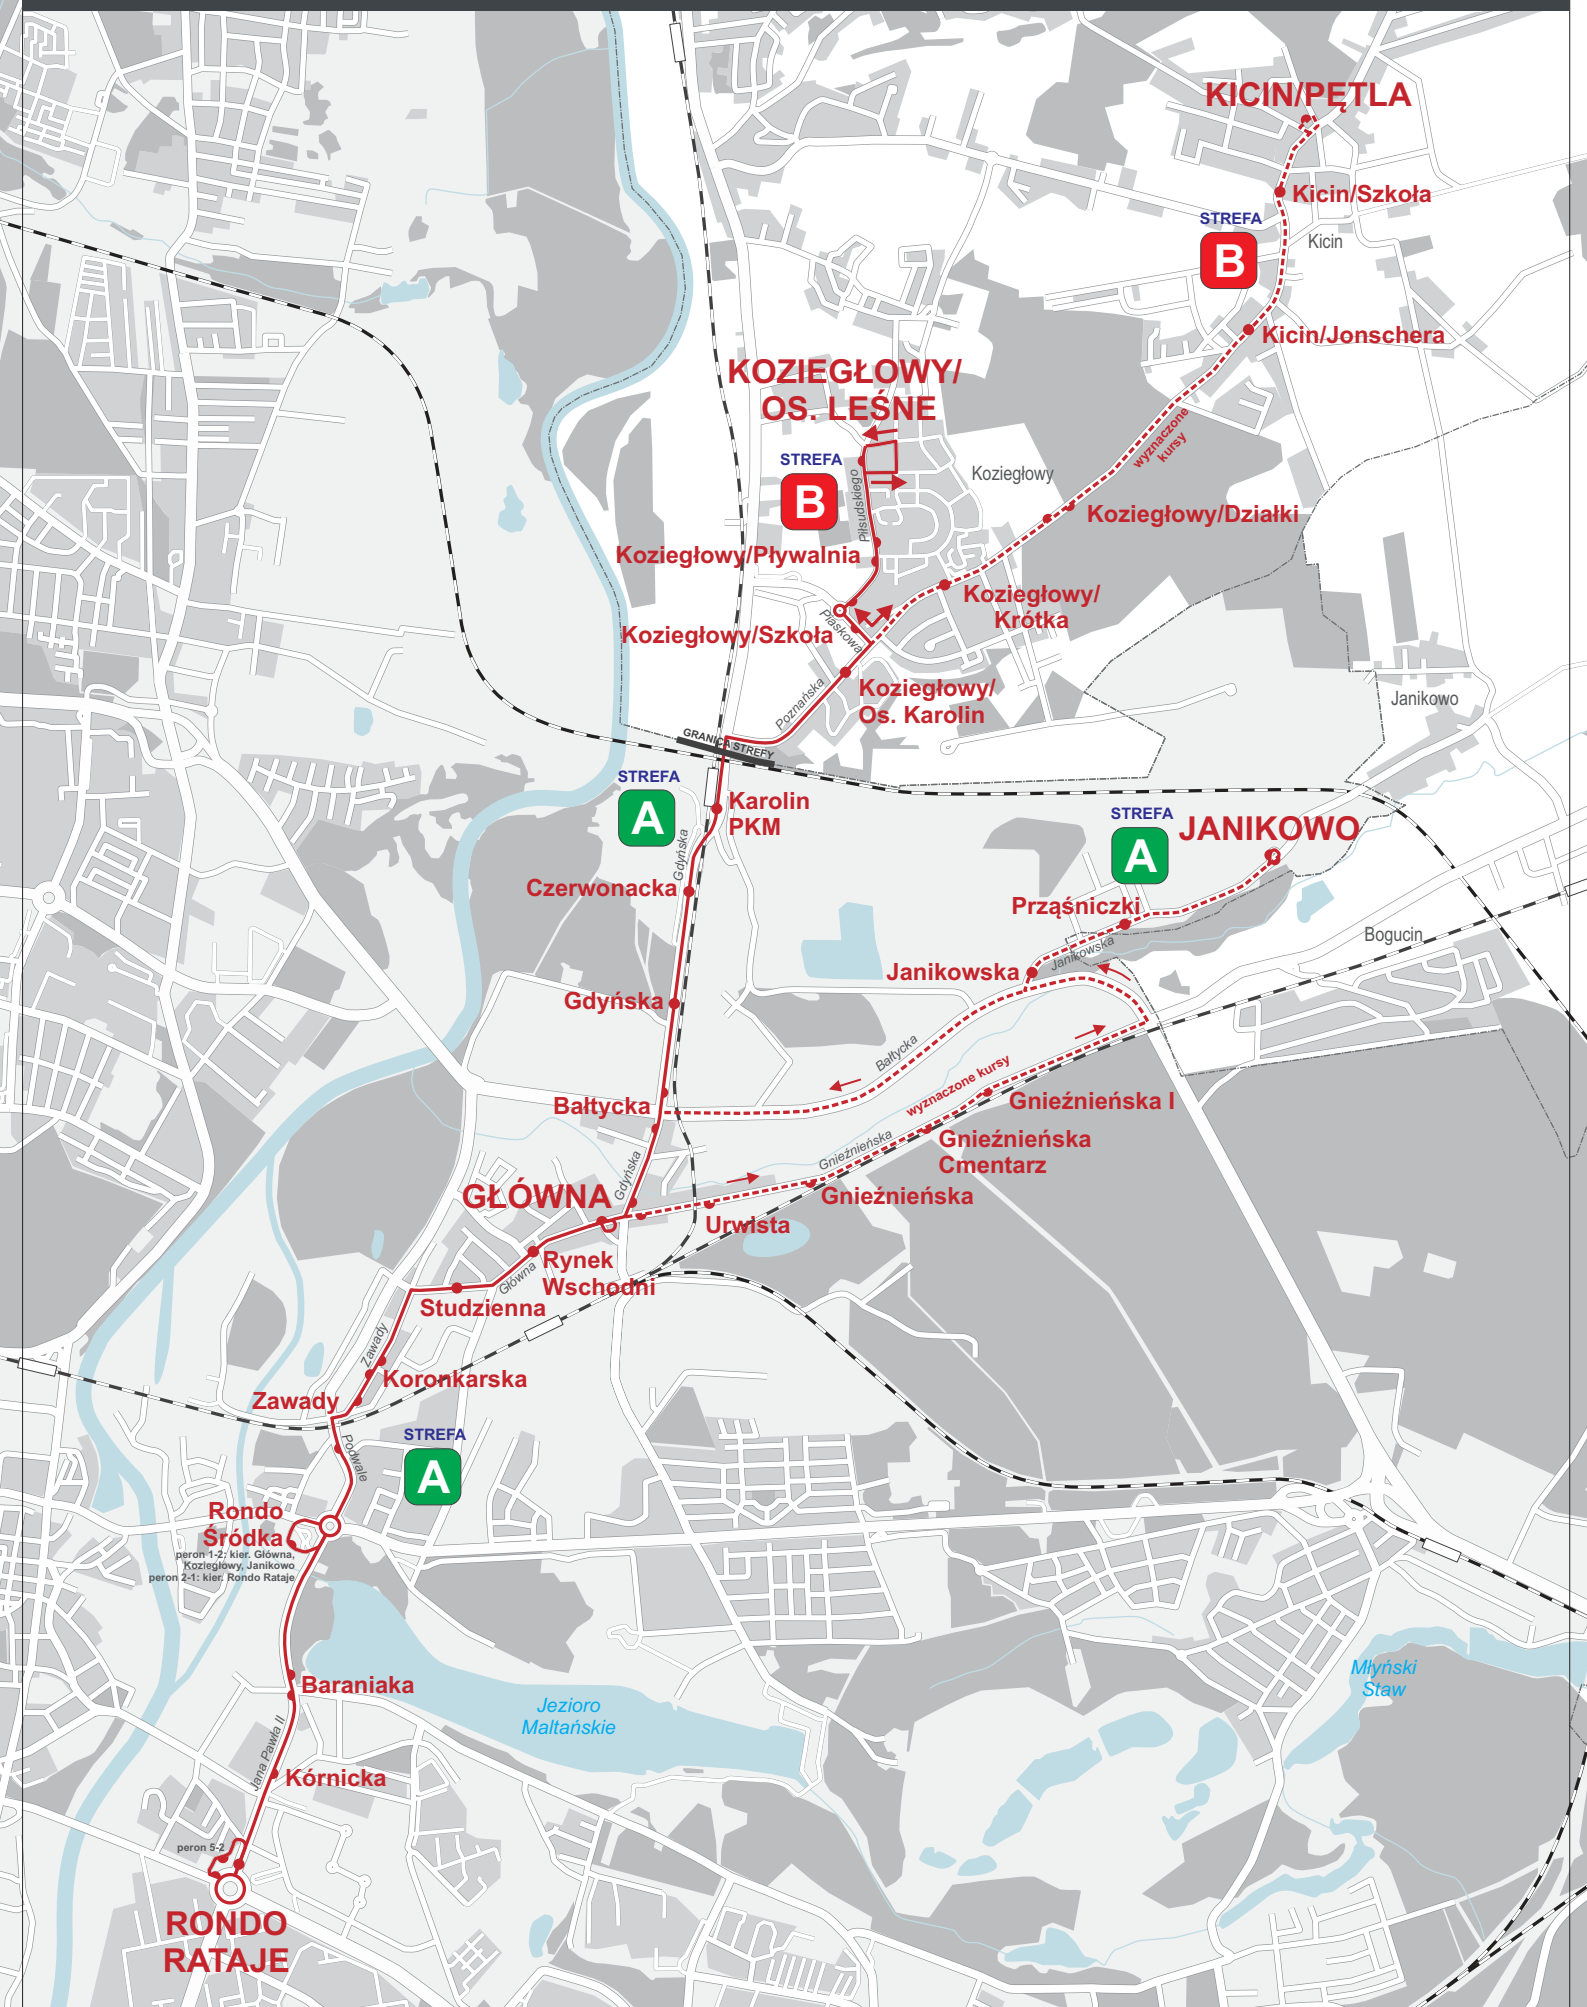 KICIN/PĘTLA
Kicin/Szkoła
STREFA
B
Kicin
Kicin/Jonschera
KOZIEGŁOWY/
OS. LEŚNE
wyznaczone
kursy
STREFA
B
Koziegłowy
Piłsudskiego
Koziegłowy/Działki
Koziegłowy/Pływalnia
Koziegłowy/
Krótka
Piaskowa
Koziegłowy/Szkoła
Koziegłowy/
Os. Karolin
Poznańska
Janikowo
GRANICA STREFY
STREFA
A
Karolin
PKM
STREFA
A
JANIKOWO
Gdyńska
Czerwonacka
Prząśniczki
Bogucin
Janikowska
Janikowska
Gdyńska
Bałtycka
wyznaczone kursy
Bałtycka
Gnieźnieńska I
Gnieźnieńska
Cmentarz
Gnieźnieńska
Gdyńska
GŁÓWNA
Gnieźnieńska
Urwista
Rynek
Wschodni
Główna
Studzienna
Zawady
Koronkarska
Zawady
STREFA
A
Podwale
Rondo
Śródka
peron 1-2: kier. Główna,
Koziegłowy, Janikowo
peron 2-1: kier. Rondo Rataje
Baraniaka
Jezioro
Maltańskie
Młyński
Staw
Jana Pawła II
Kórnicka
peron 5-2
RONDO
RATAJE